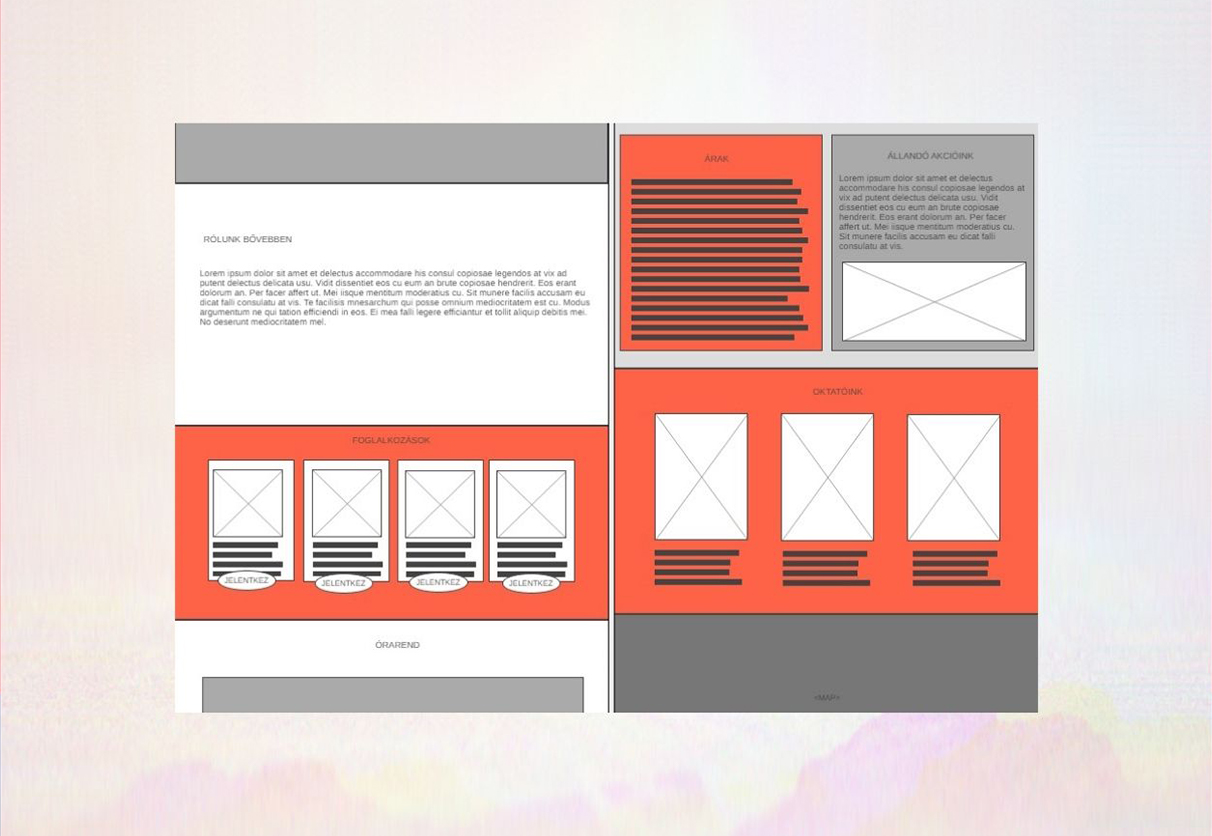 RÓLUNK BŐVEBBEN
Lorem ipsum dolor sit amet et delectus accommodare his consul copiosae legendos at vix ad
putent delectus delicata usu. Vidit dissentiet eos cu eum an brute copiosae hendrerit. Eos erant
dolorum an. Per facer affert ut. Mei iisque mentitum moderatius cu. Sit munere facilis accusam eu
dicat falli consulatu at vis. Te facilisis mnesarchum qui posse omnium mediocritatem est cu. Modus
argumentum ne qui tation efficiendi in eos. Ei mea falli legere efficiantur et tollit aliquip debitis mei.
No deserunt mediocritatem mel.
FOGLALKOZÁSOK
JELENTKEZ
JELENTKEZ
JELENTKEZ
JELENTKEZ
ÓRAREND
ÁRAK
ÁLLANDÓ AKCIÓINK
Lorem ipsum dolor sit amet et delectus
accommodare his consul copiosae legendos at
vix ad putent delectus delicata usu. Vidit
dissentiet eos cu eum an brute copiosae
hendrerit. Eos erant dolorum an. Per facer
affert ut. Mei iisque mentitum moderatius cu.
Sit munere facilis accusam eu dicat falli
consulatu at vis.
OKTATÓINK
<MAP>